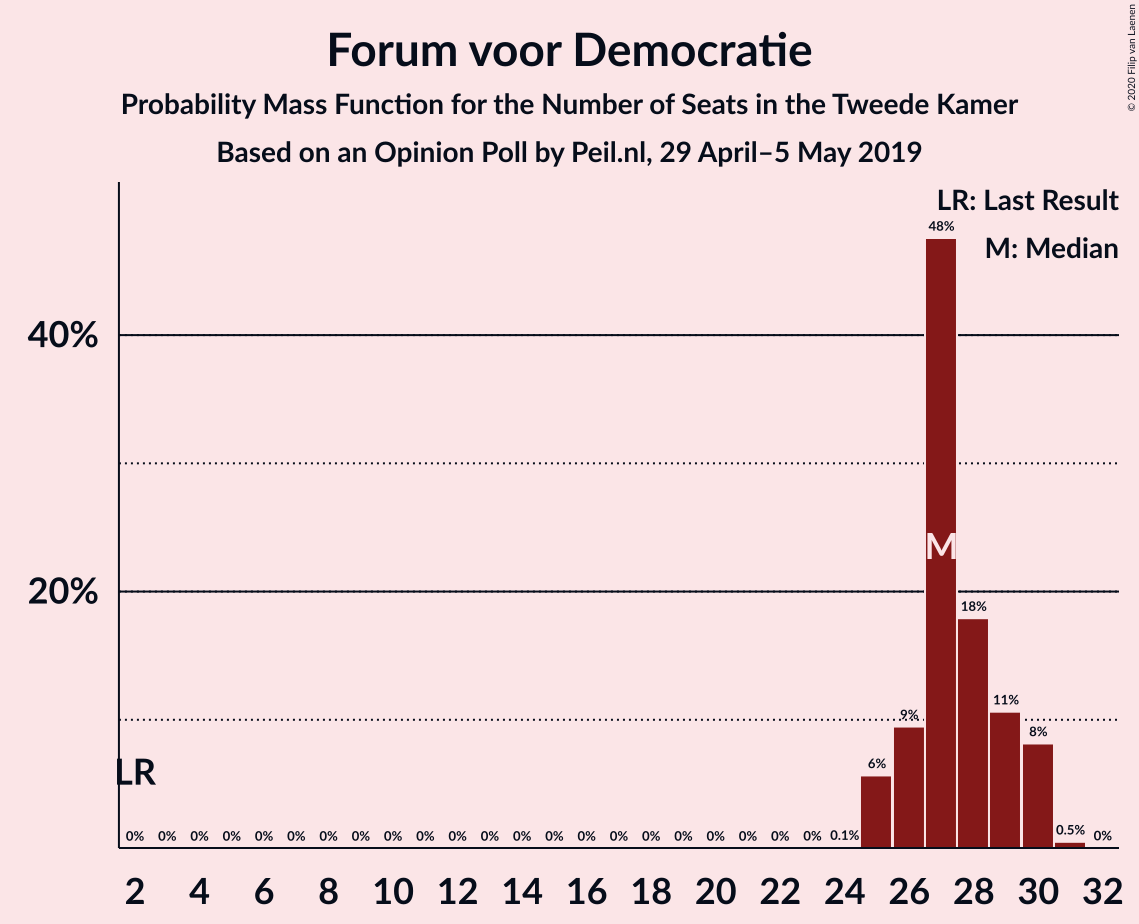 Forum voor Democratie
Probability Mass Function for the Number of Seats in the Tweede Kamer
Based on an Opinion Poll by Peil.nl, 29 April–5 May 2019
© 2020 Filip van Laenen
LR: Last Result
M: Median
48%
40%
M
20%
18%
11%
9%
8%
6%
LR
0% 0% 0% 0% 0% 0% 0% 0% 0% 0% 0% 0% 0% 0% 0% 0% 0% 0% 0% 0% 0% 0% 0.1% 0.5% 0%
2 4 6 8 10 12 14 16 18 20 22 24 26 28 30 32